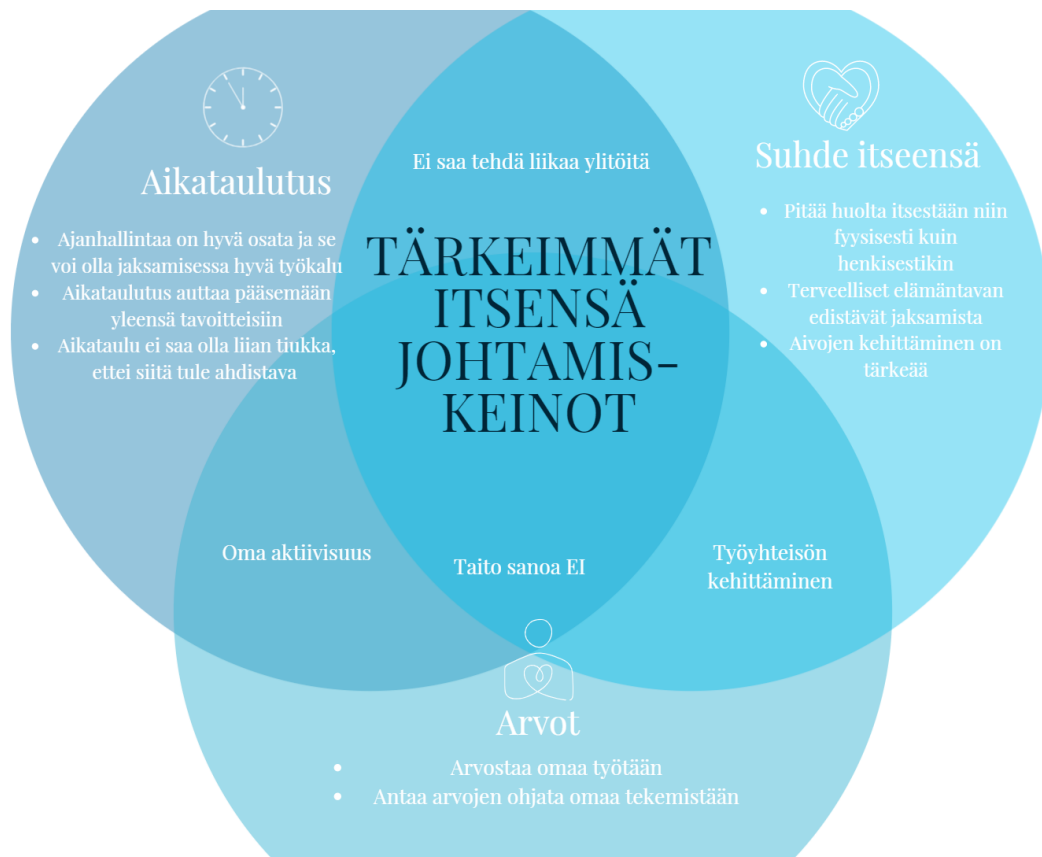 Aikataulutus
• Ajanhallintaa on hyvä osata ja se
voi olla jaksamisessa hyvä työkalu
• Aikataulutus auttaa pääsemään
yleensä tavoitteisiin
• Aikataulu ei saa olla liian tiukka,
ettei siitä tule ahdistava
Ei saa tehdä liikaa ylitöitä
Suhde itseensä
• Pitää huolta itsestään niin
fyysisesti kuin
henkisestikin
• Terveelliset elämäntavan
edistävät jaksamista
• Aivojen kehittäminen on
tärkeää
TÄRKEIMMÄT
ITSENSÄ
JOHTAMIS-
KEINOT
Oma aktiivisuus
Taito sanoa EI
Työyhteisön
kehittäminen
Arvot
• Arvostaa omaa työtään
• Antaa arvojen ohjata omaa tekemistään